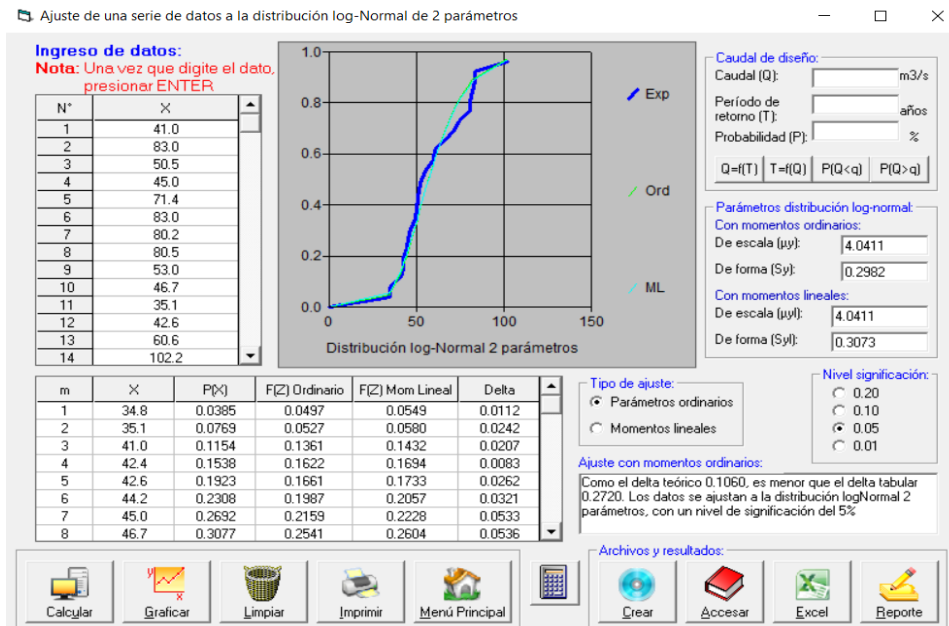 Ajuste de una serie de datos a la distribución log-Normal de 2 parámetros
Ingreso de datos:
Nota: Una vez que digite el dato,
presionar ENTER
N° X
1 41.0
2 83.0
3 50.5
4 45.0
5 71.4
6 83.0
7 80.2
8 80.5
9 53.0
10 46.7
11 35.1
12 42.6
13 60.6
14 102.2
1.0
0.8
0.6
0.4
0.2
0.0
0 50 100 150
Distribución log-Normal 2 parámetros
Exp
Ord
ML
Caudal de diseño:
Caudal (Q): m3/s
Período de
retorno (T): años
Probabilidad (P): %
Q=f(T) T=f(Q) P(Q<q) P(Q>q)
Parámetros distribución log-normal:
Con momentos ordinarios:
De escala (µy): 4.0411
De forma (Sy): 0.2982
Con momentos lineales:
De escala (µyl): 4.0411
De forma (Syl): 0.3073
m X P(X) F(Z) Ordinario F(Z) Mom Lineal Delta
1 34.8 0.0385 0.0497 0.0549 0.0112
2 35.1 0.0769 0.0527 0.0580 0.0242
3 41.0 0.1154 0.1361 0.1432 0.0207
4 42.4 0.1538 0.1622 0.1694 0.0083
5 42.6 0.1923 0.1661 0.1733 0.0262
6 44.2 0.2308 0.1987 0.2057 0.0321
7 45.0 0.2692 0.2159 0.2228 0.0533
8 46.7 0.3077 0.2541 0.2604 0.0536
Tipo de ajuste:
Parámetros ordinarios
Momentos lineales
Nivel significación:
0.20
0.10
0.05
0.01
Ajuste con momentos ordinarios:
Como el delta teórico 0.1060, es menor que el delta tabular
0.2720. Los datos se ajustan a la distribución logNormal 2
parámetros, con un nivel de significación del 5%
Calcular Graficar Limpiar Imprimir Menú Principal
Archivos y resultados:
Crear Accesar Excel Reporte